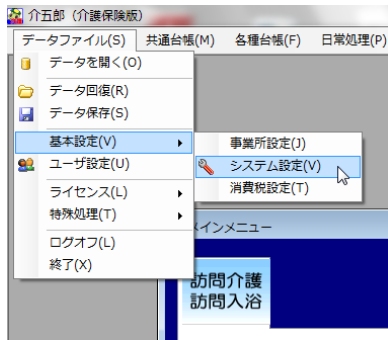 介五郎（介護保険版）
データファイル(S) 共通台帳(M) 各種台帳(F) 日常処理(P)
データを開く(O)
データ回復(R)
データ保存(S)
基本設定(V)
事業所設定(J)
ユーザ設定(U)
システム設定(V)
消費税設定(T)
ライセンス(L)
特殊処理(T)
ログオフ(L)
終了(X)
メインメニュー
訪問介護
訪問入浴